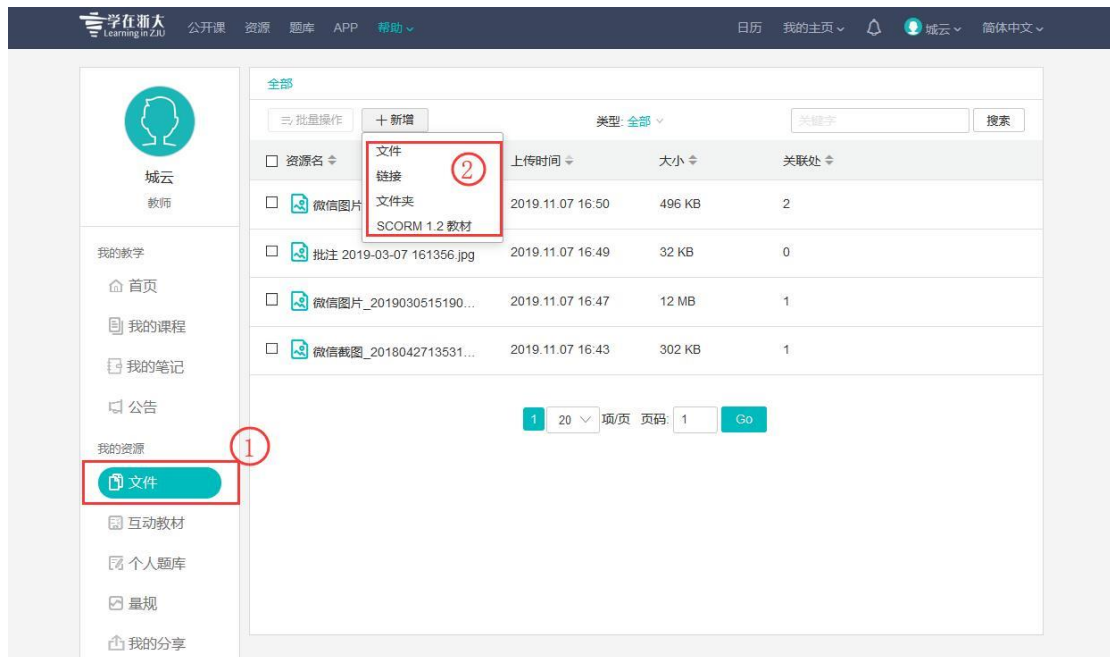 学在浙大 公开课 资源 题库 APP 帮助 日历 我的主页 城云 简体中文
Learning in ZJU
城云
教师
我的教学
首页
我的课程
我的笔记
公告
我的资源
①
文件
互动教材
个人题库
量规
我的分享
全部
批量操作 +新增 类型: 全部 关键字 搜索
文件
链接
文件夹
SCORM 1.2 教材
②
资源名 上传时间 大小 关联处
微信图片 2019.11.07 16:50 496 KB 2
批注 2019-03-07 161356.jpg 2019.11.07 16:49 32 KB 0
微信图片_2019030515190... 2019.11.07 16:47 12 MB 1
微信截图_2018042713531... 2019.11.07 16:43 302 KB 1
1 20 项/页 页码: 1 Go